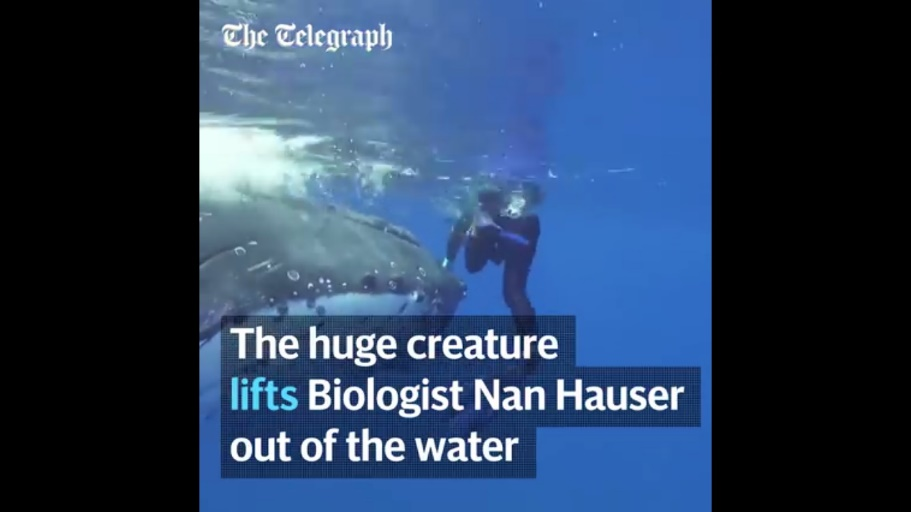 The Telegraph
The huge creature
lifts Biologist Nan Hauser
out of the water